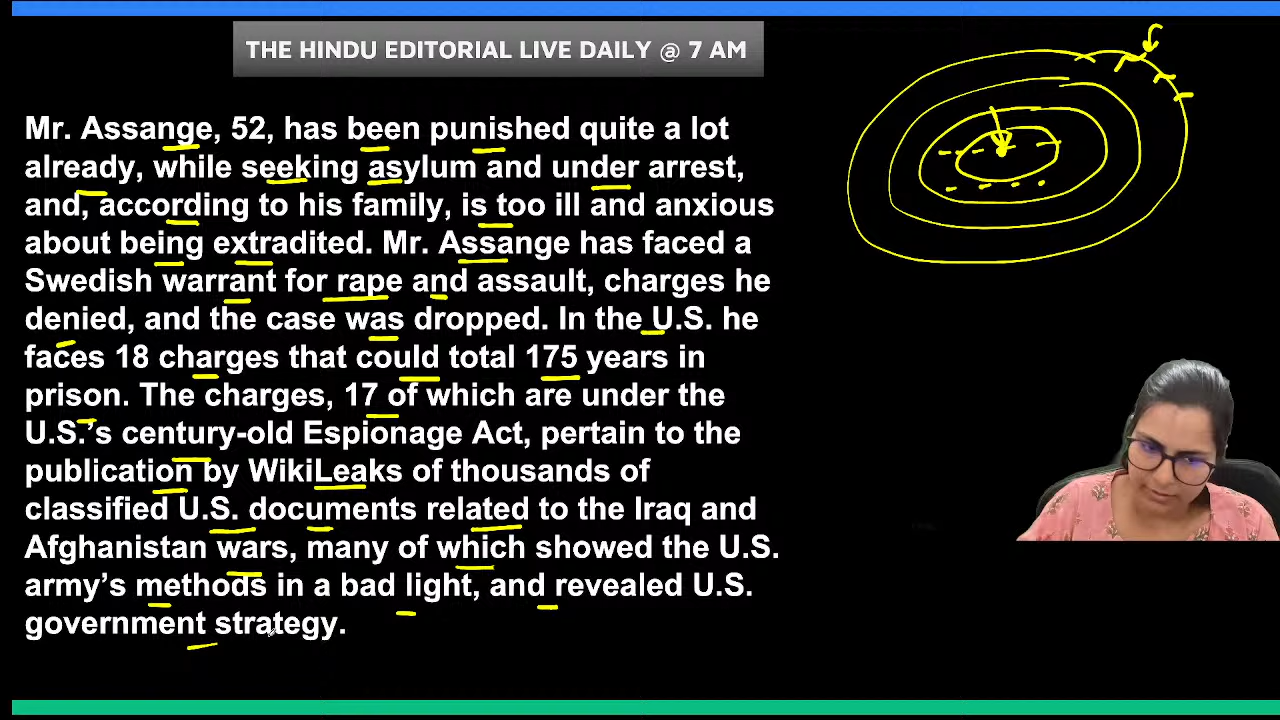 THE HINDU EDITORIAL LIVE DAILY @ 7 AM
Mr. Assange, 52, has been punished quite a lot
already, while seeking asylum and under arrest,
and, according to his family, is too ill and anxious
about being extradited. Mr. Assange has faced a
Swedish warrant for rape and assault, charges he
denied, and the case was dropped. In the U.S. he
faces 18 charges that could total 175 years in
prison. The charges, 17 of which are under the
U.S.’s century-old Espionage Act, pertain to the
publication by WikiLeaks of thousands of
classified U.S. documents related to the Iraq and
Afghanistan wars, many of which showed the U.S.
army’s methods in a bad light, and revealed U.S.
government strategy.